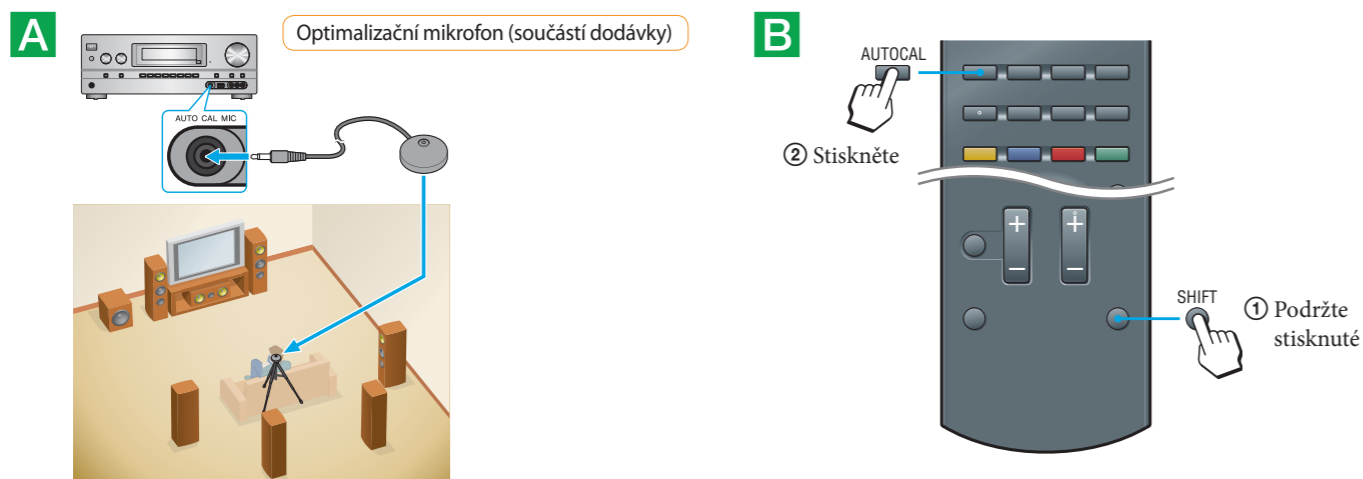 A
Optimalizační mikrofon (součástí dodávky)
AUTO CAL MIC
B
AUTOCAL
② Stiskněte
SHIFT
① Podržte
stisknuté